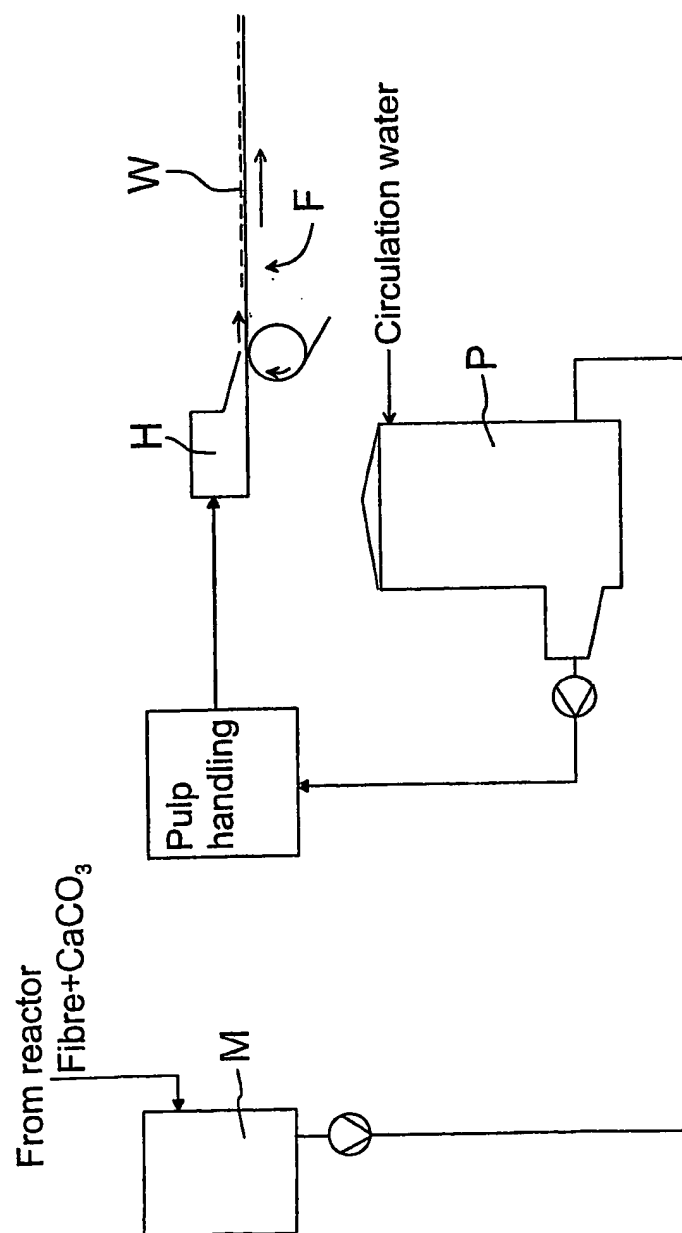 From reactor
Fibre+CaCO₃
M
Pulp
handling
H
W
F
Circulation water
P